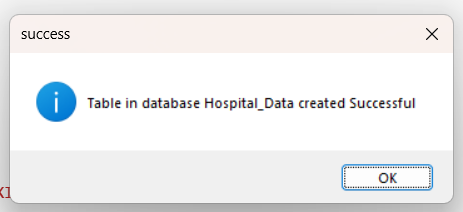 success
Table in database Hospital_Data created Successful
OK